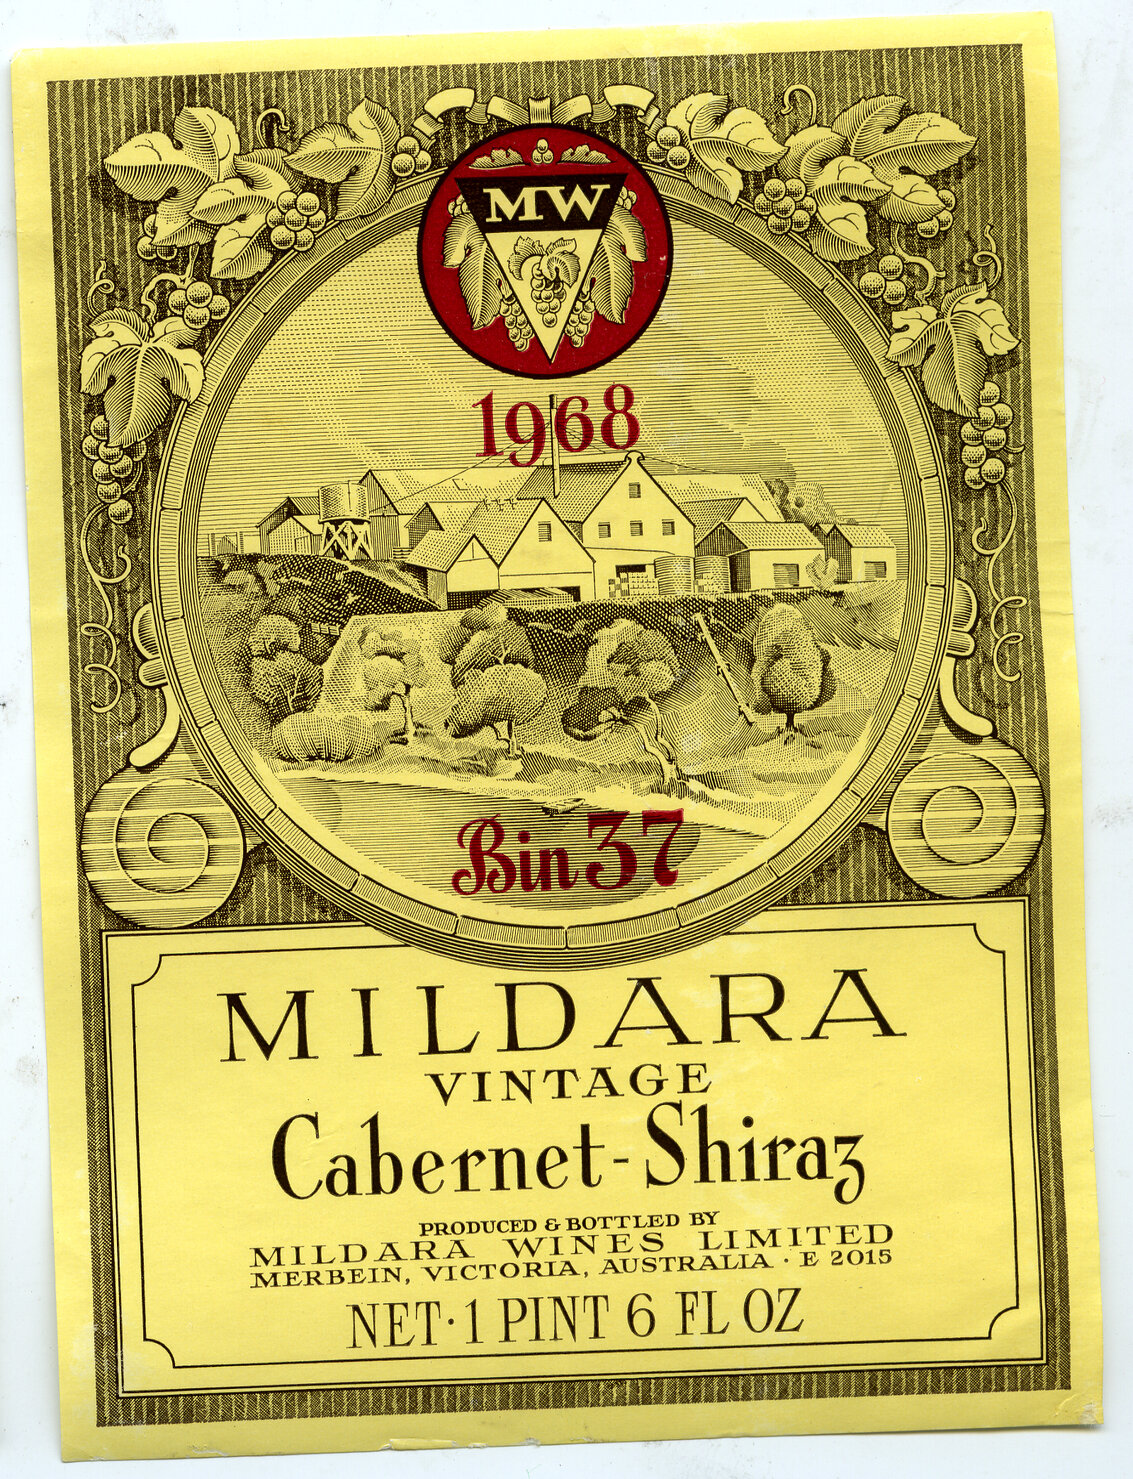 MW
1968
Bin 37
MILDARA
VINTAGE
Cabernet-Shiraz
PRODUCED & BOTTLED BY
MILDARA WINES LIMITED
MERBEIN, VICTORIA, AUSTRALIA · E 2015
NET·1 PINT 6 FL OZ